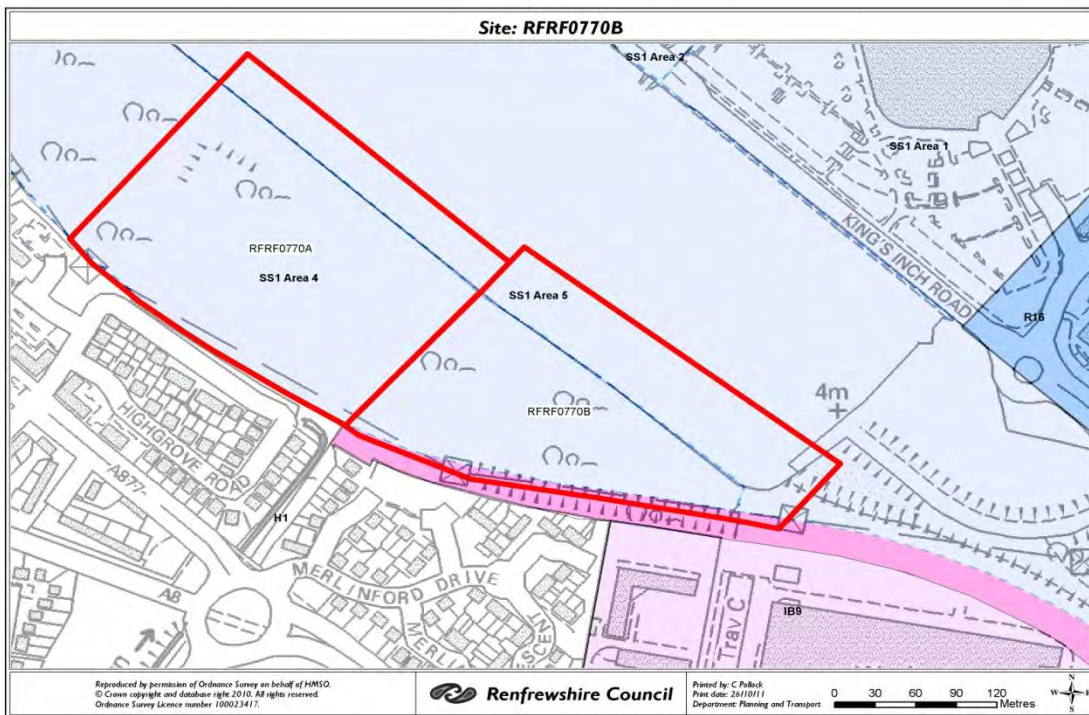 Site: RFRF0770B
SS1 Area 2
SS1 Area 1
KING'S INCH ROAD
R16
RFRF0770A
SS1 Area 4
SS1 Area 5
4m
RFRF0770B
HIGHGROVE ROAD
A877
H1
MERLINFORD DRIVE
A8
Trav C
IB9
Reproduced by permission of Ordnance Survey on behalf of HMSO.
© Crown copyright and database right 2010. All rights reserved.
Ordnance Survey Licence number 100023417.
Renfrewshire Council
Printed by: C Pollock
Print date: 26/10/11
Department: Planning and Transport
0 30 60 90 120
Metres
N
W E
S